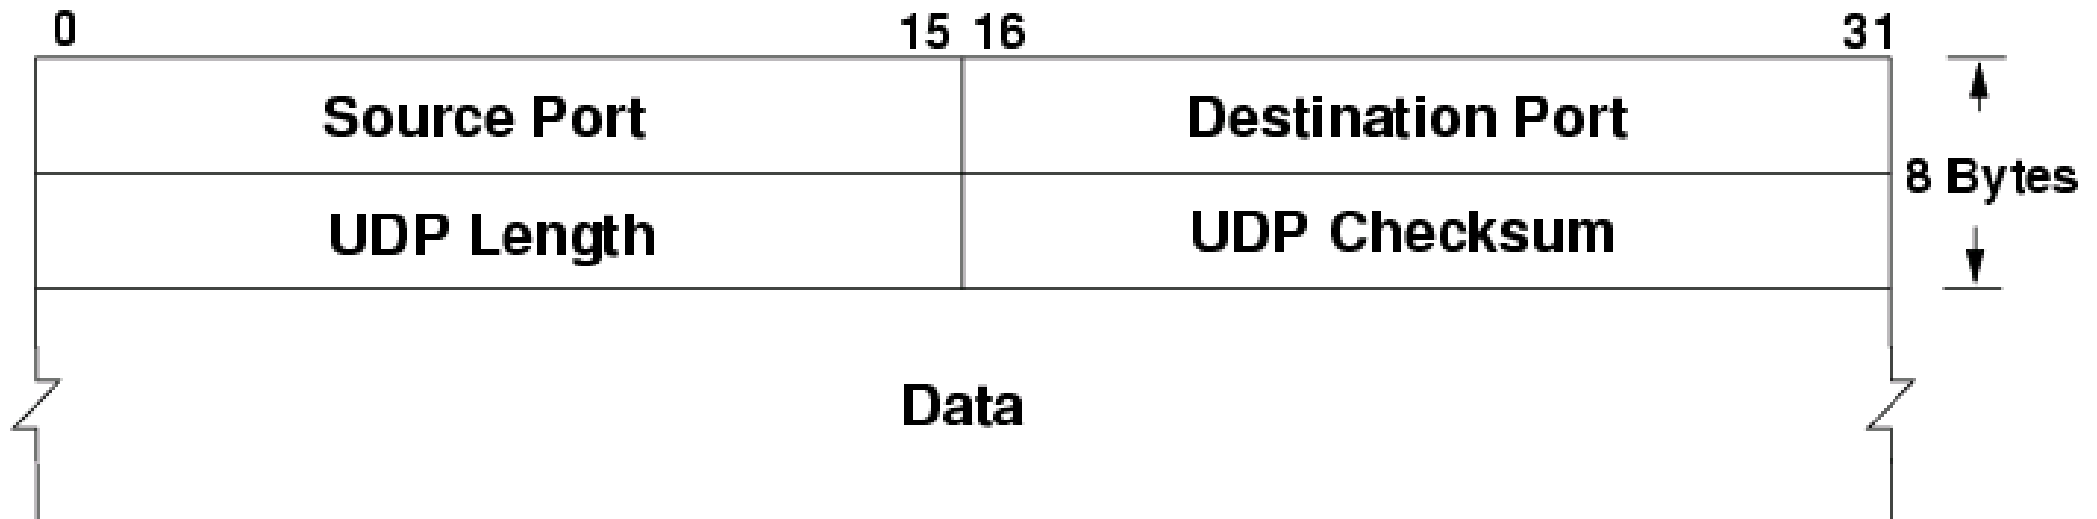 0 15 16 31
Source Port Destination Port
8 Bytes
UDP Length UDP Checksum
Data